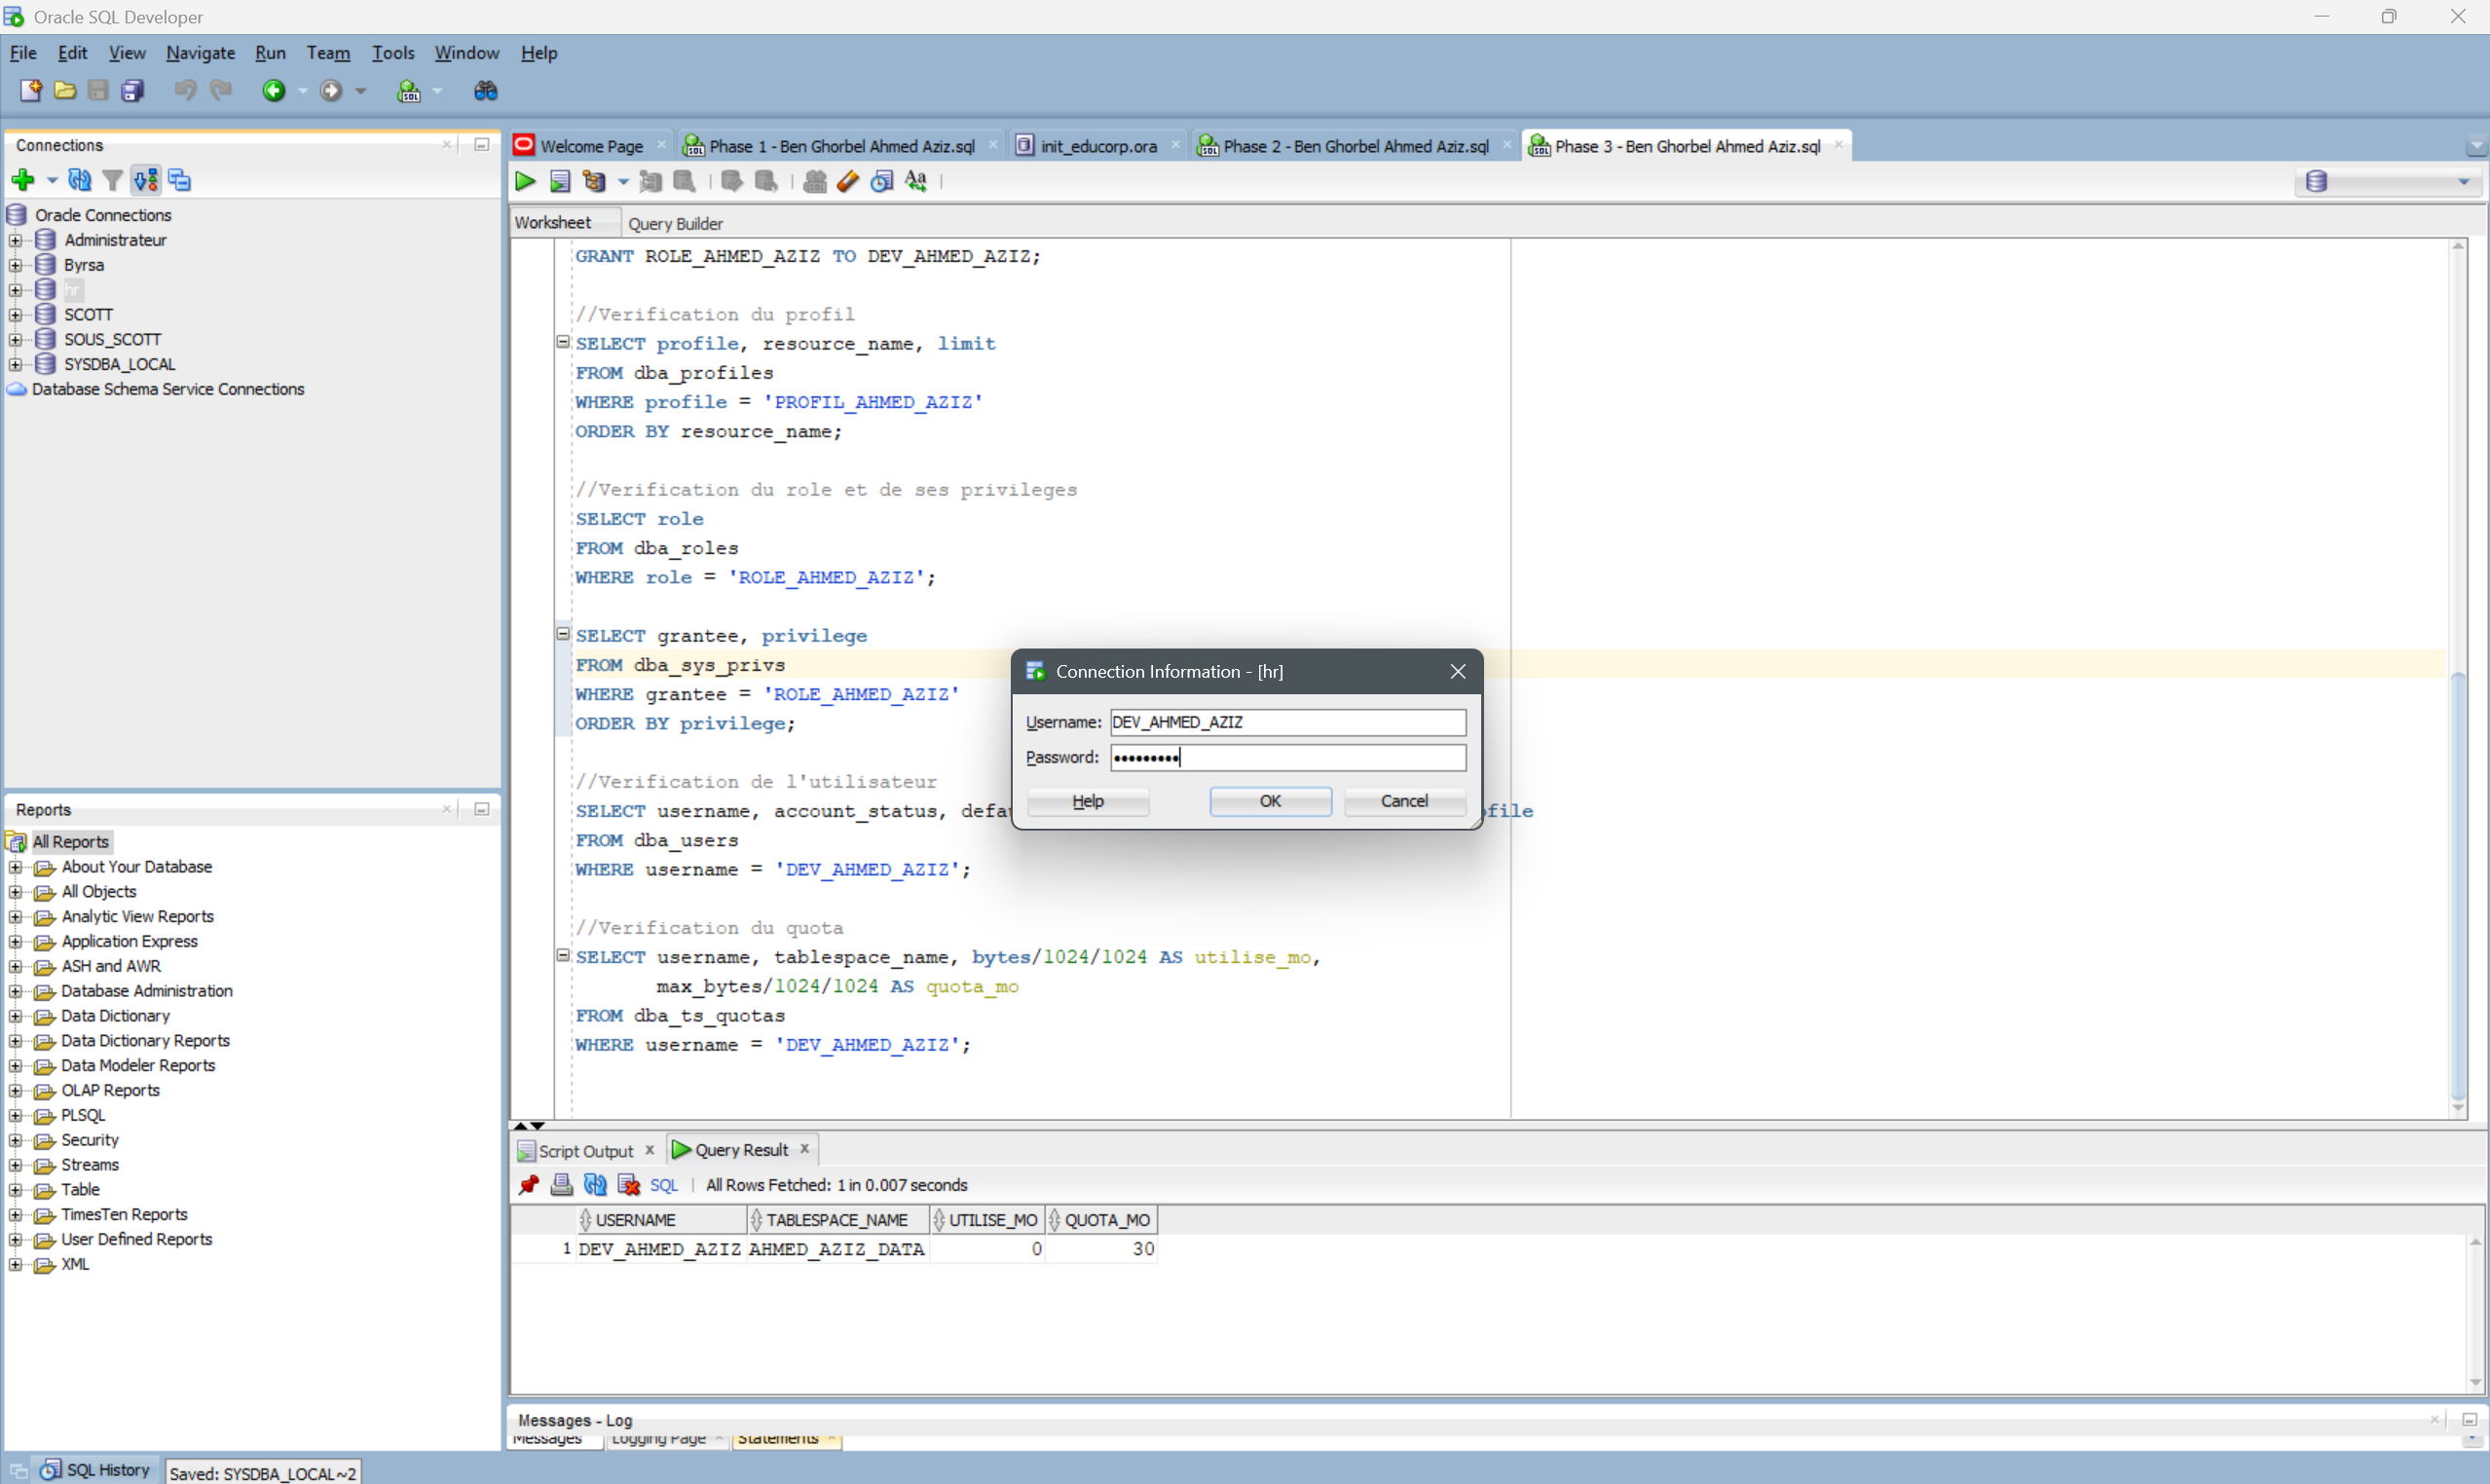 Oracle SQL Developer
File Edit View Navigate Run Team Tools Window Help
Connections
Oracle Connections
Administrateur
Byrsa
hr
SCOTT
SOUS_SCOTT
SYSDBA_LOCAL
Database Schema Service Connections
Reports
All Reports
About Your Database
All Objects
Analytic View Reports
Application Express
ASH and AWR
Database Administration
Data Dictionary
Data Dictionary Reports
Data Modeler Reports
OLAP Reports
PLSQL
Security
Streams
Table
TimesTen Reports
User Defined Reports
XML
Welcome Page Phase 1 - Ben Ghorbel Ahmed Aziz.sql init_educorp.ora Phase 2 - Ben Ghorbel Ahmed Aziz.sql Phase 3 - Ben Ghorbel Ahmed Aziz.sql
Worksheet Query Builder
GRANT ROLE_AHMED_AZIZ TO DEV_AHMED_AZIZ;
//Verification du profil
SELECT profile, resource_name, limit
FROM dba_profiles
WHERE profile = 'PROFIL_AHMED_AZIZ'
ORDER BY resource_name;
//Verification du role et de ses privileges
SELECT role
FROM dba_roles
WHERE role = 'ROLE_AHMED_AZIZ';
SELECT grantee, privilege
FROM dba_sys_privs
WHERE grantee = 'ROLE_AHMED_AZIZ'
ORDER BY privilege;
//Verification de l'utilisateur
SELECT username, account_status,
FROM dba_users
WHERE username = 'DEV_AHMED_AZIZ';
//Verification du quota
SELECT username, tablespace_name, bytes/1024/1024 AS utilise_mo,
max_bytes/1024/1024 AS quota_mo
FROM dba_ts_quotas
WHERE username = 'DEV_AHMED_AZIZ';
Connection Information - [hr]
Username: DEV_AHMED_AZIZ
Password: •••••••••
Help OK Cancel
Script Output Query Result
SQL | All Rows Fetched: 1 in 0.007 seconds
USERNAME TABLESPACE_NAME UTILISE_MO QUOTA_MO
1 DEV_AHMED_AZIZ AHMED_AZIZ_DATA 0 30
Messages - Log
Messages Logging Page Statements
SQL History Saved: SYSDBA_LOCAL~2